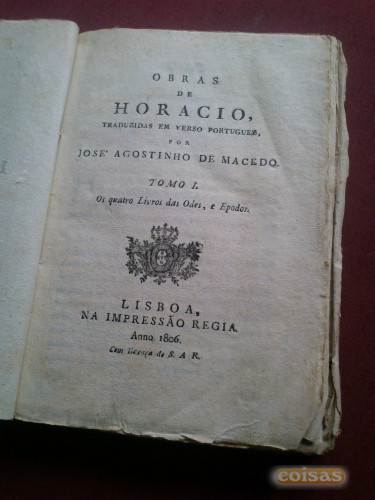 OBRAS
DE
HORACIO,
TRADUZIDAS EM VERSO PORTUGUEZ,
POR
JOSE' AGOSTINHO DE MACEDO.
TOMO I.
Os quatro Livros das Odes, e Epodos.
LISBOA,
NA IMPRESSÃO REGIA.
Anno 1806.
Com licença de S. A R.
coisas